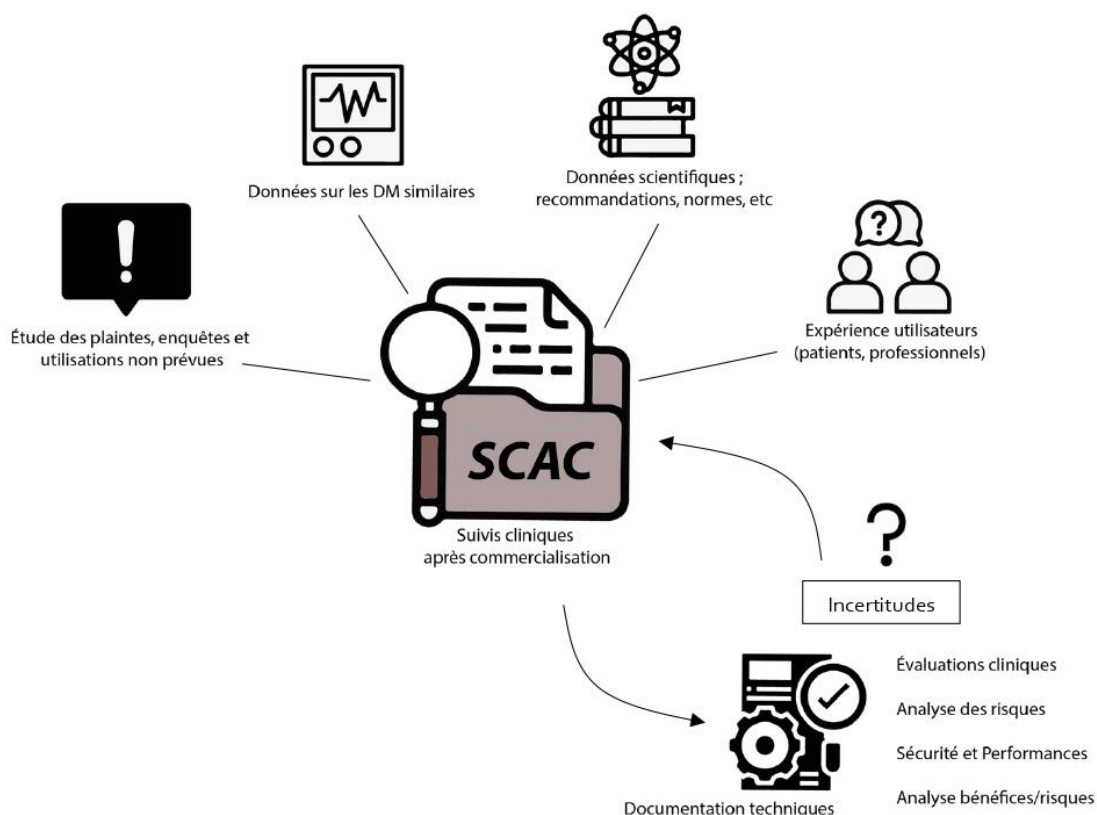 Données sur les DM similaires
Données scientifiques ;
recommandations, normes, etc
!
Étude des plaintes, enquêtes et
utilisations non prévues
?
Expérience utilisateurs
(patients, professionnels)
SCAC
Suivis cliniques
après commercialisation
?
Incertitudes
Évaluations cliniques
Analyse des risques
Sécurité et Performances
Analyse bénéfices/risques
Documentation techniques